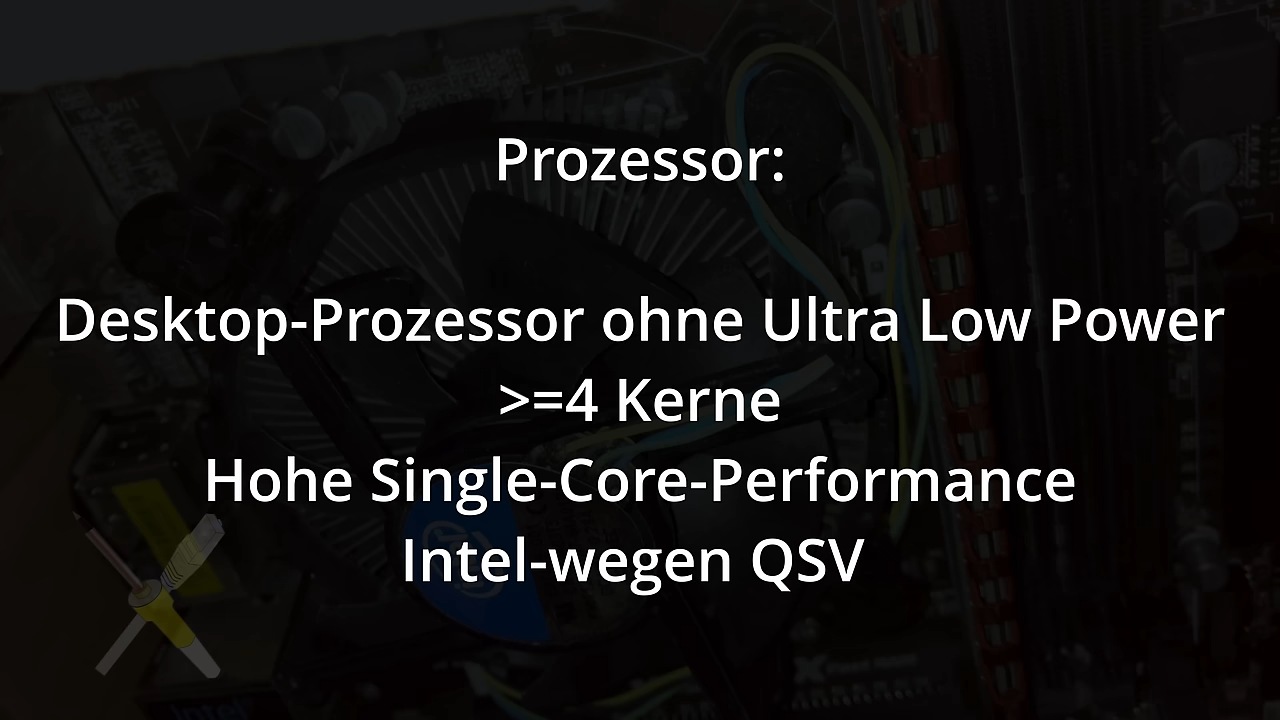 Prozessor:
Desktop-Prozessor ohne Ultra Low Power
>=4 Kerne
Hohe Single-Core-Performance
Intel-wegen QSV